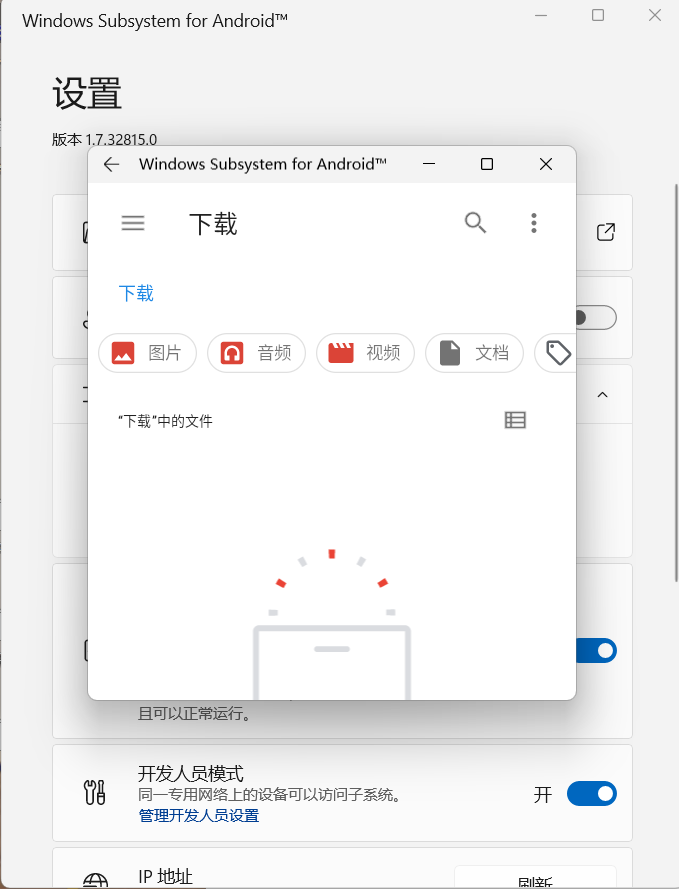 Windows Subsystem for Android™
设置
版本 1.7.32815.0
Windows Subsystem for Android™
下载
下载
图片
音频
视频
文档
“下载”中的文件
且可以正常运行。
开发人员模式
同一专用网络上的设备可以访问子系统。
管理开发人员设置
开
IP 地址
刷新